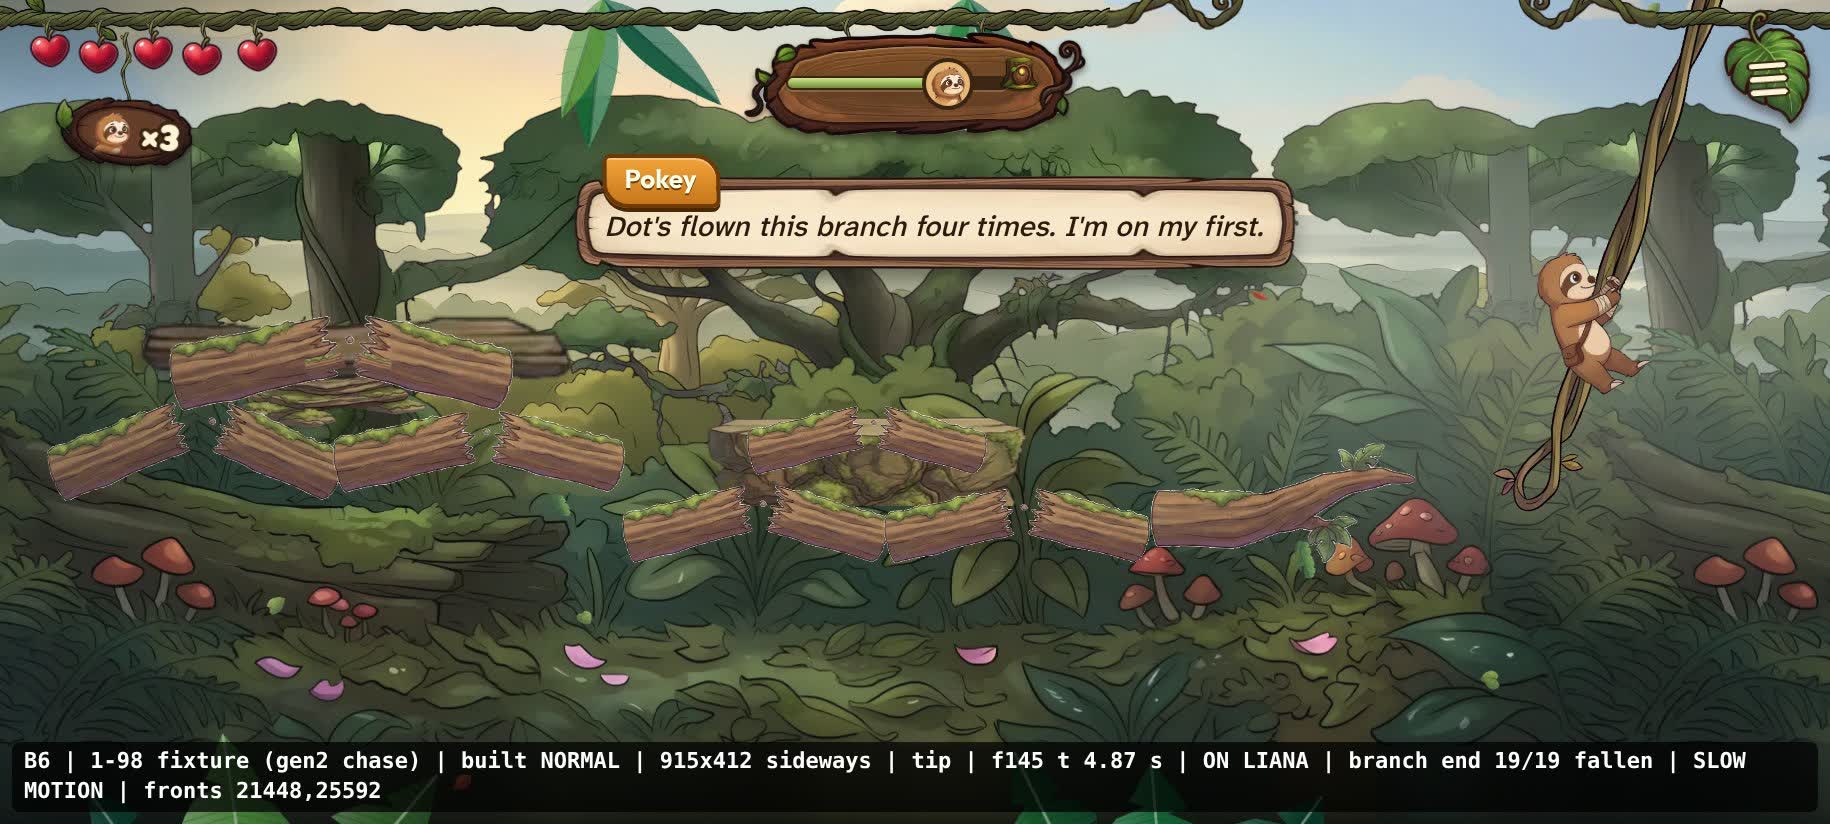 x3
Pokey
Dot's flown this branch four times. I'm on my first.
B6 | 1-98 fixture (gen2 chase) | built NORMAL | 915x412 sideways | tip | f145 t 4.87 s | ON LIANA | branch end 19/19 fallen | SLOW
MOTION | fronts 21448,25592